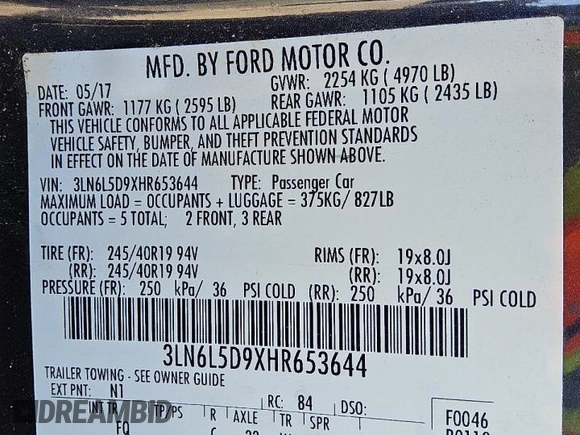 MFD. BY FORD MOTOR CO.
DATE: 05/17 GVWR: 2254 KG ( 4970 LB)
FRONT GAWR: 1177 KG ( 2595 LB) REAR GAWR: 1105 KG ( 2435 LB)
THIS VEHICLE CONFORMS TO ALL APPLICABLE FEDERAL MOTOR
VEHICLE SAFETY, BUMPER, AND THEFT PREVENTION STANDARDS
IN EFFECT ON THE DATE OF MANUFACTURE SHOWN ABOVE.
VIN: 3LN6L5D9XHR653644 TYPE: Passenger Car
MAXIMUM LOAD = OCCUPANTS + LUGGAGE = 375KG/ 827LB
OCCUPANTS = 5 TOTAL; 2 FRONT, 3 REAR
TIRE (FR): 245/40R19 94V RIMS (FR): 19x8.0J
(RR): 245/40R19 94V (RR): 19x8.0J
PRESSURE (FR): 250 kPa/ 36 PSI COLD (RR): 250 kPa/ 36 PSI COLD
3LN6L5D9XHR653644
TRAILER TOWING - SEE OWNER GUIDE
EXT PNT: N1 RC: 84 DSO: F0046
INT TR TP/PS R AXLE TR SPR
FQ
DREAMBID